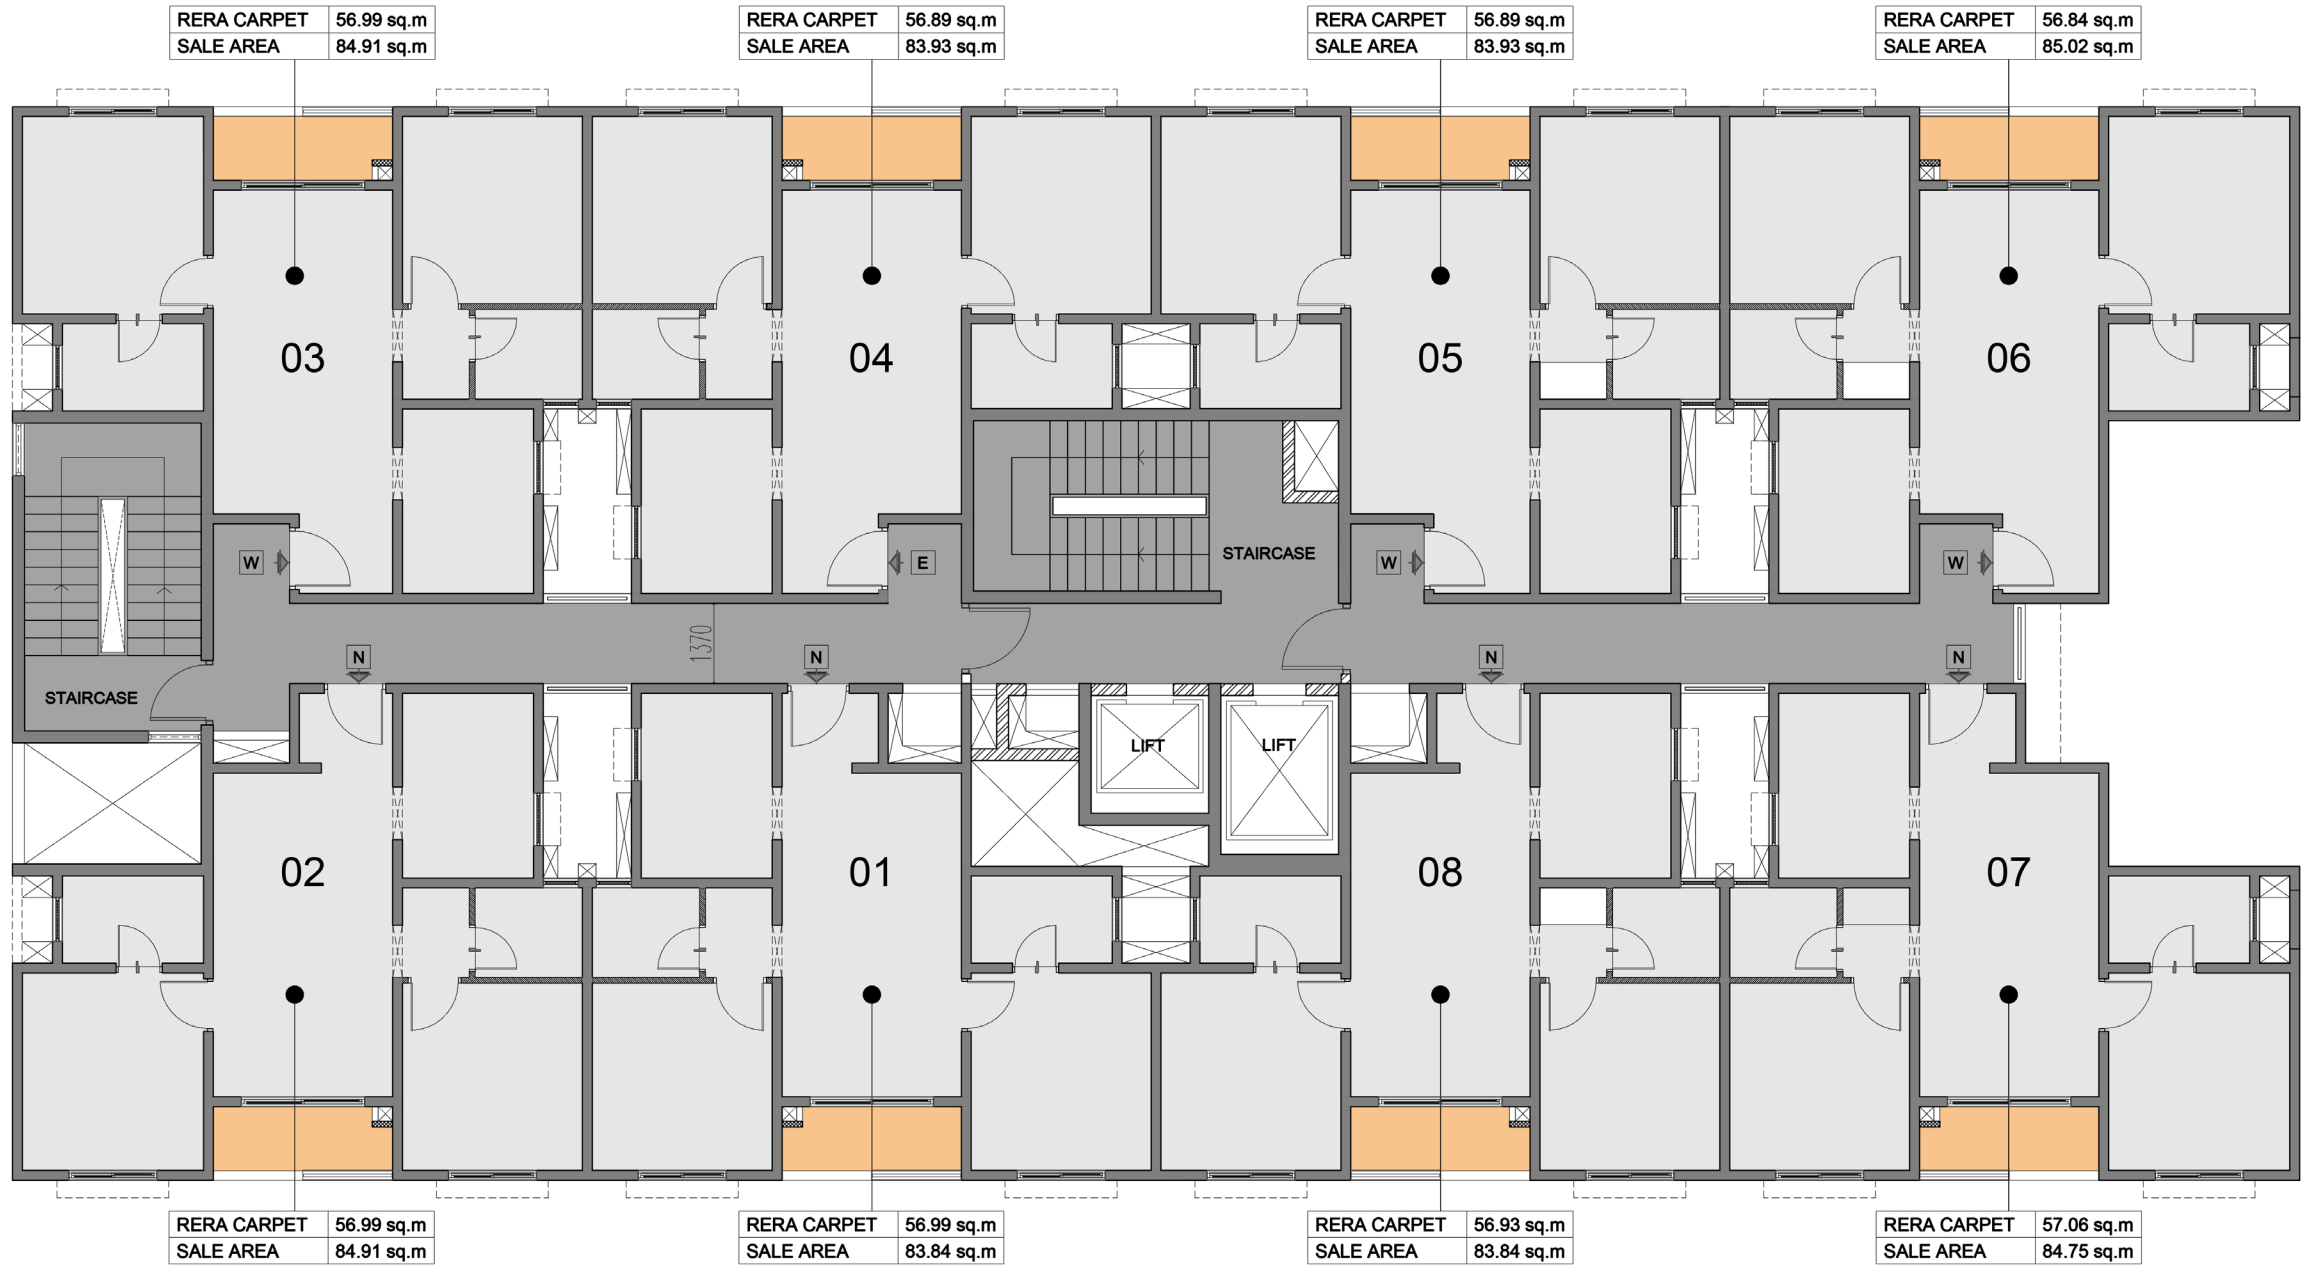 RERA CARPET 56.99 sq.m
SALE AREA 84.91 sq.m
RERA CARPET 56.89 sq.m
SALE AREA 83.93 sq.m
RERA CARPET 56.89 sq.m
SALE AREA 83.93 sq.m
RERA CARPET 56.84 sq.m
SALE AREA 85.02 sq.m
03
04
05
06
W
E
STAIRCASE
W
W
1370
N
N
N
N
STAIRCASE
LIFT
LIFT
02
01
08
07
RERA CARPET 56.99 sq.m
SALE AREA 84.91 sq.m
RERA CARPET 56.99 sq.m
SALE AREA 83.84 sq.m
RERA CARPET 56.93 sq.m
SALE AREA 83.84 sq.m
RERA CARPET 57.06 sq.m
SALE AREA 84.75 sq.m